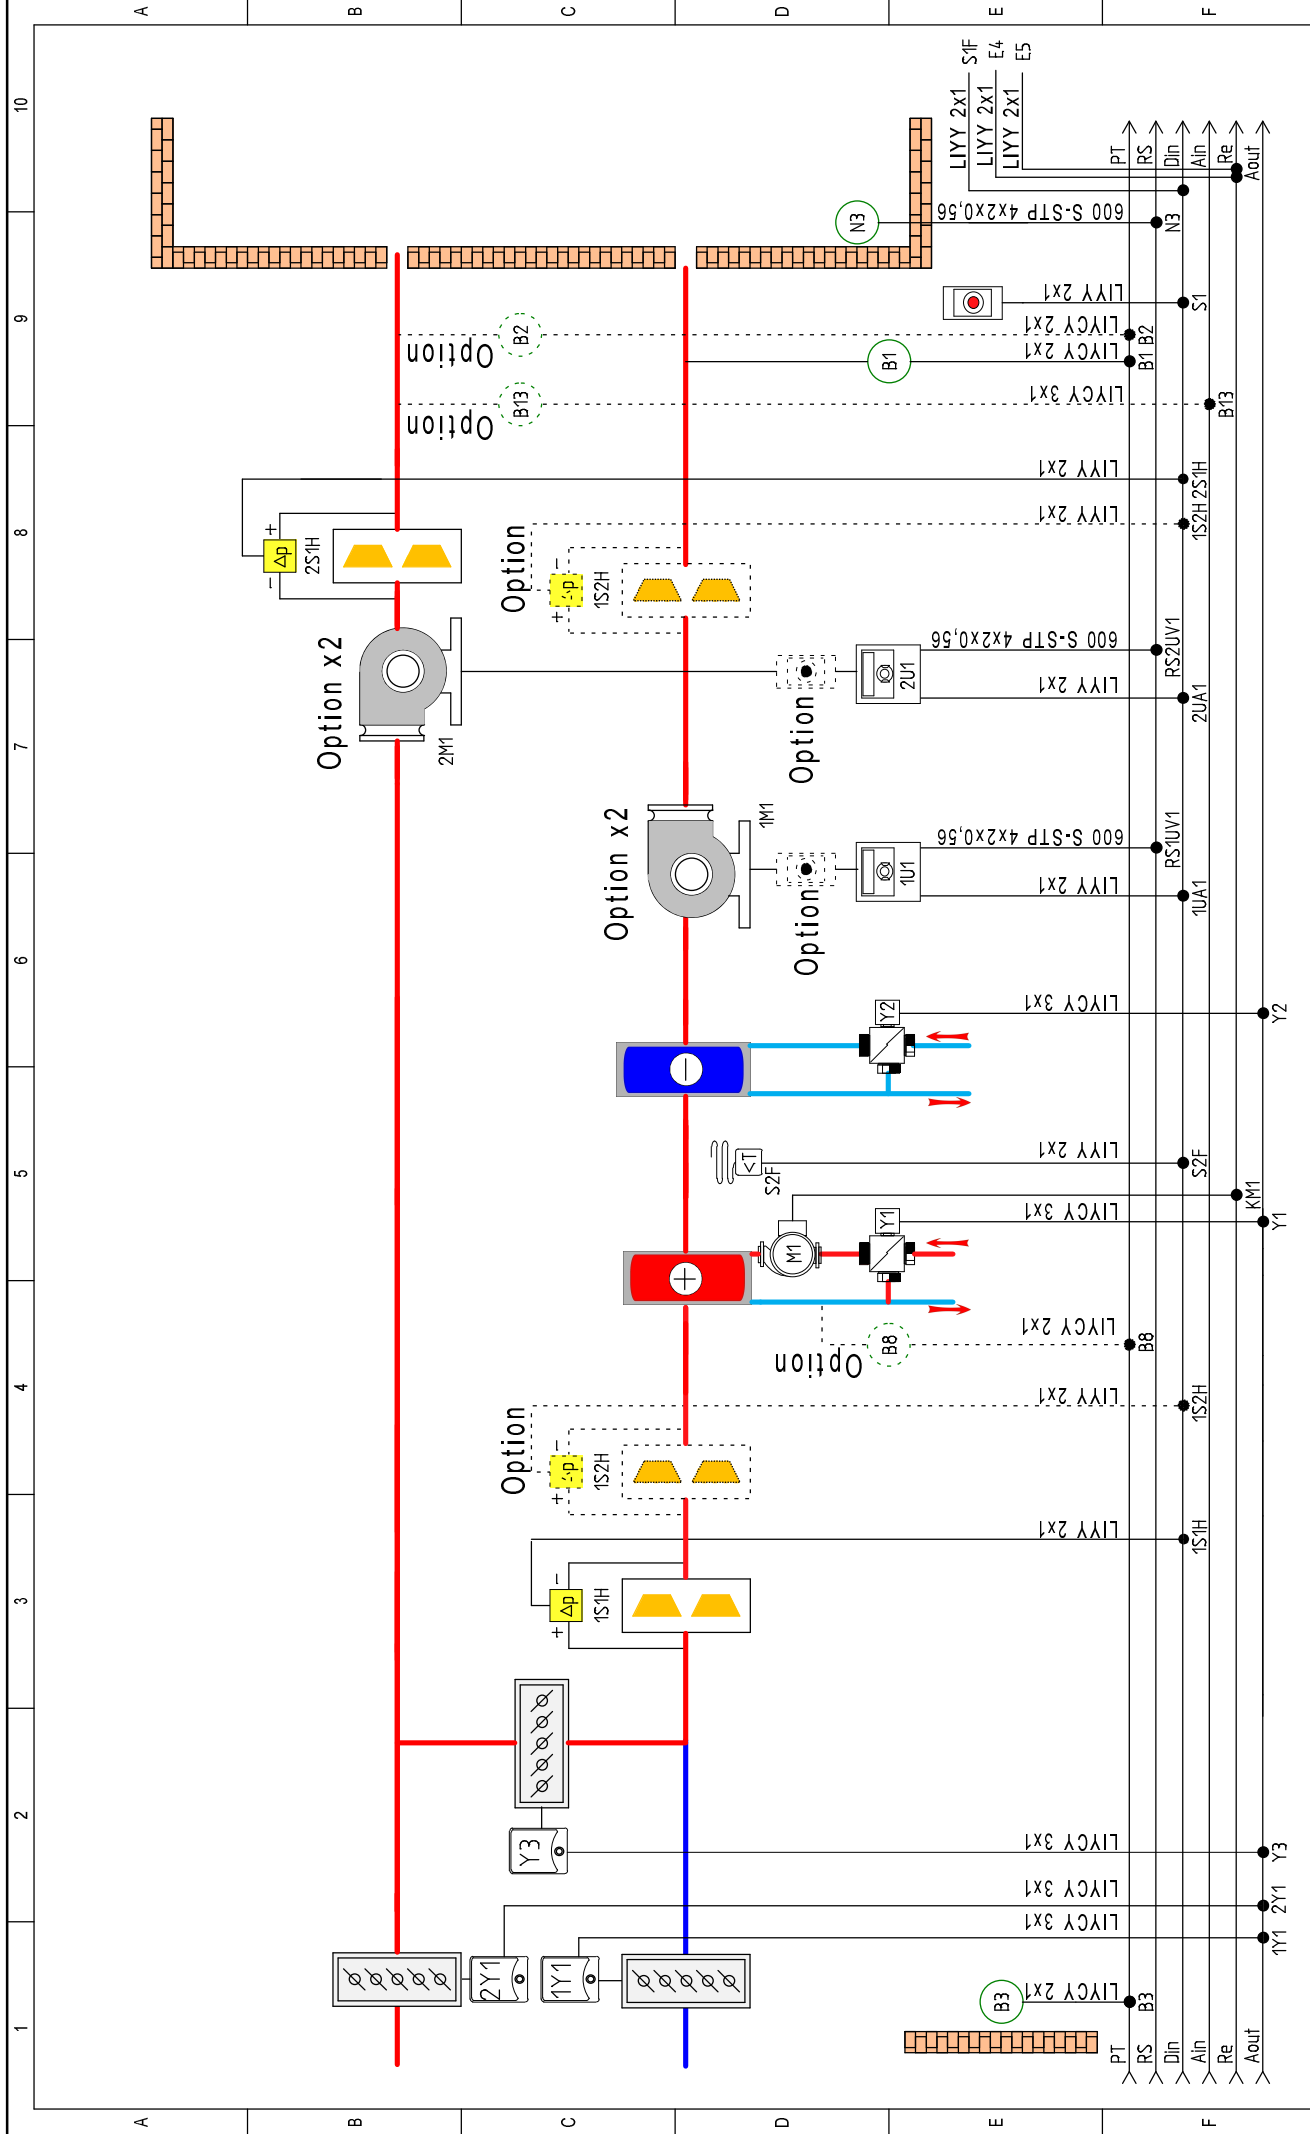 A
B
C
D
E
F
10
9
8
7
6
5
4
3
2
1
S1F
E4
E5
LIYY 2x1
LIYY 2x1
LIYY 2x1
PT
RS
Din
Ain
Re
Aout
N3
600 S-STP 4x2x0,56
N3
LIYY 2x1
S1
Option
B2
LIYCY 2x1
B2
B1
LIYCY 2x1
B1
Option
B13
LIYCY 3x1
B13
- Δp +
2S1H
LIYY 2x1
2S1H
Option
+ -
1S2H
LIYY 2x1
1S2H
Option x2
2M1
Option
2U1
600 S-STP 4x2x0,56
RS2UV1
LIYY 2x1
2UA1
Option x2
1M1
Option
1U1
600 S-STP 4x2x0,56
RS1UV1
LIYY 2x1
1UA1
−
Y2
LIYCY 3x1
Y2
<T
S2F
LIYY 2x1
S2F
KM1
+
M1
Y1
LIYCY 3x1
Y1
Option
B8
LIYCY 2x1
B8
Option
+ -
1S2H
LIYY 2x1
1S2H
+ Δp -
1S1H
LIYY 2x1
1S1H
Y3
LIYCY 3x1
Y3
2Y1
LIYCY 3x1
2Y1
1Y1
LIYCY 3x1
1Y1
B3
LIYCY 2x1
B3
PT
RS
Din
Ain
Re
Aout
A
B
C
D
E
F